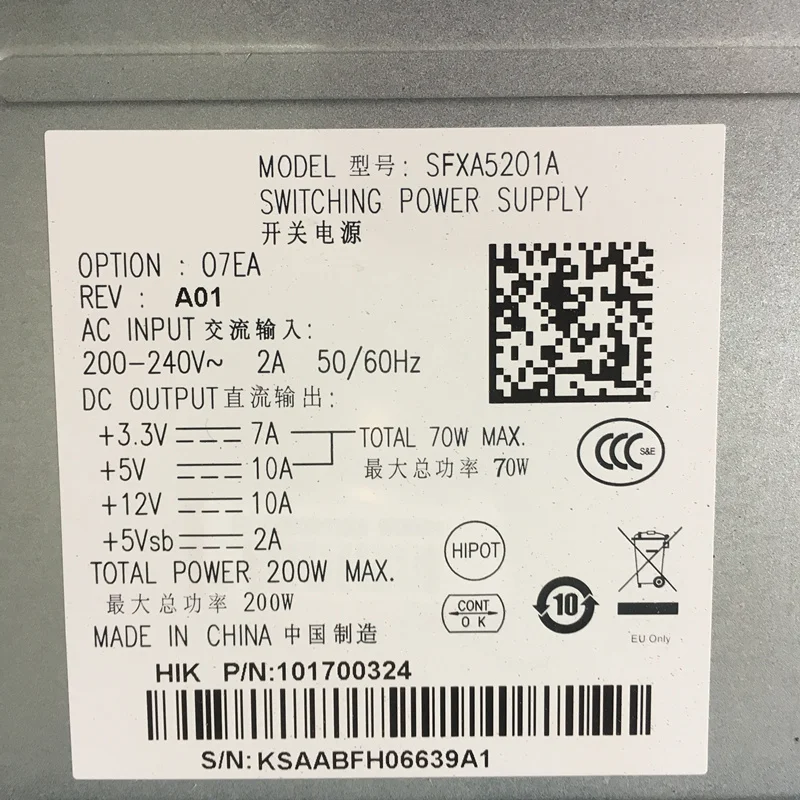 MODEL 型号: SFXA5201A
SWITCHING POWER SUPPLY
开关电源
OPTION : 07EA
REV : A01
AC INPUT 交流输入:
200-240V~ 2A 50/60Hz
DC OUTPUT 直流输出:
+3.3V 7A TOTAL 70W MAX.
+5V 10A 最大总功率 70W
+12V 10A
+5Vsb 2A
CCC S&E
TOTAL POWER 200W MAX.
最大总功率 200W
MADE IN CHINA 中国制造
HIPOT
CONT
OK
10
EU Only
HIK P/N:101700324
S/N:KSAABFH06639A1